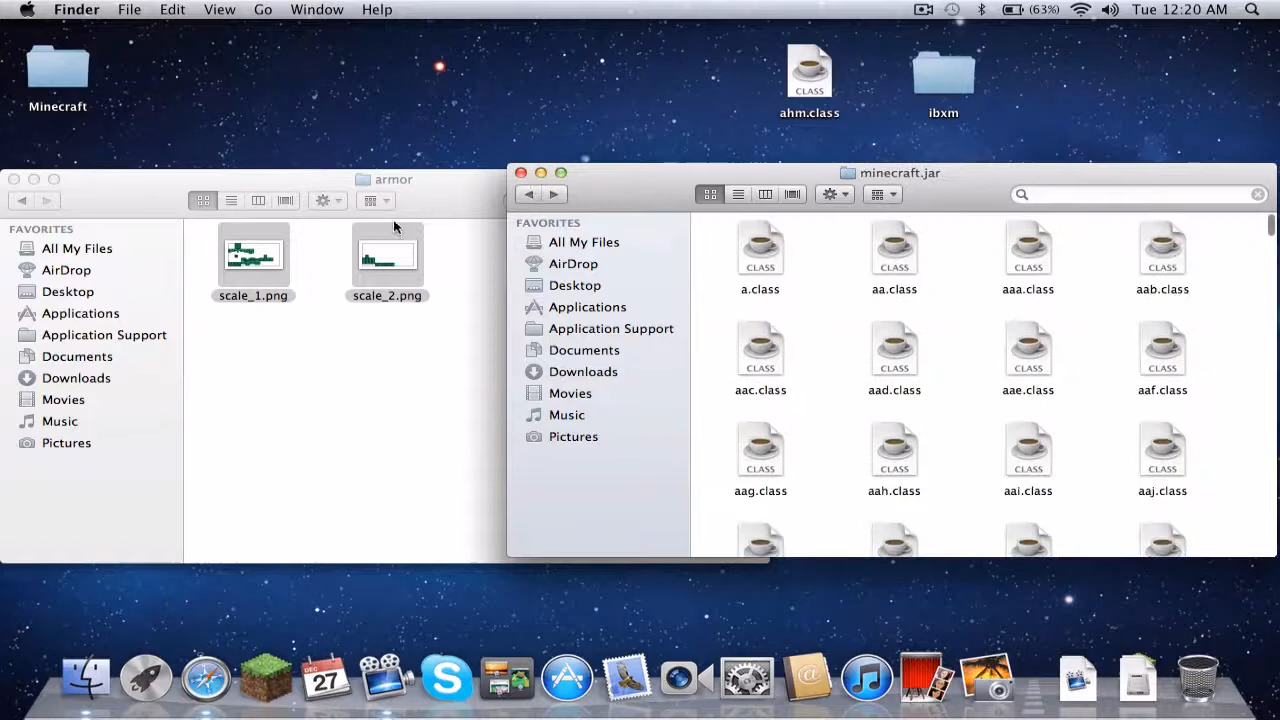 Finder File Edit View Go Window Help (63%) Tue 12:20 AM
Minecraft
CLASS
ahm.class
ibxm
armor
FAVORITES
All My Files
AirDrop
Desktop
Applications
Application Support
Documents
Downloads
Movies
Music
Pictures
scale_1.png scale_2.png
minecraft.jar
FAVORITES
All My Files
AirDrop
Desktop
Applications
Application Support
Documents
Downloads
Movies
Music
Pictures
CLASS CLASS CLASS CLASS
a.class aa.class aaa.class aab.class
CLASS CLASS CLASS CLASS
aac.class aad.class aae.class aaf.class
CLASS CLASS CLASS CLASS
aag.class aah.class aai.class aaj.class
DEC
27